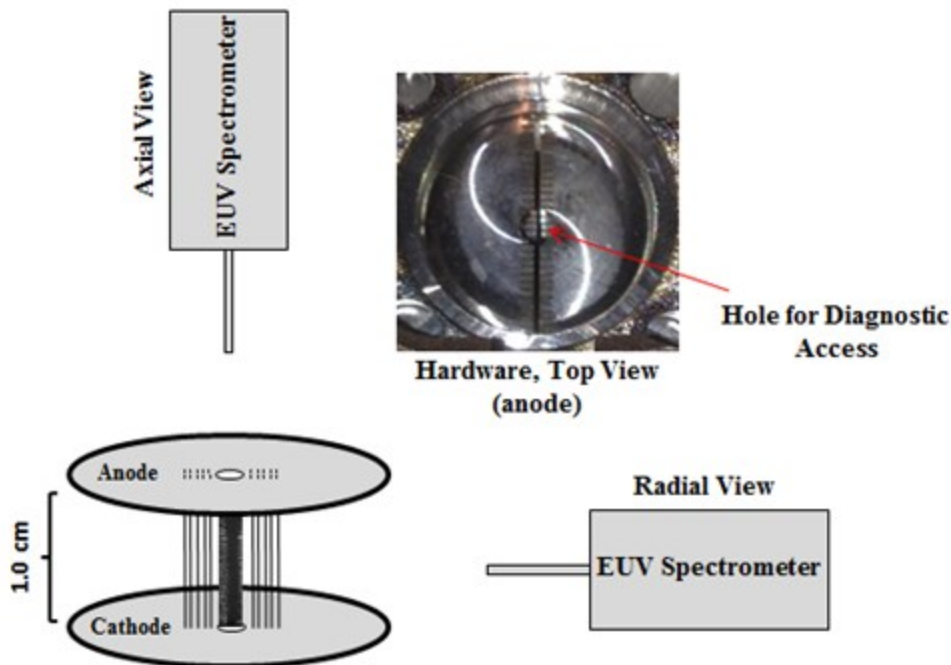 Axial View
EUV Spectrometer
Hole for Diagnostic
Access
Hardware, Top View
(anode)
Anode
1.0 cm
Cathode
Radial View
EUV Spectrometer